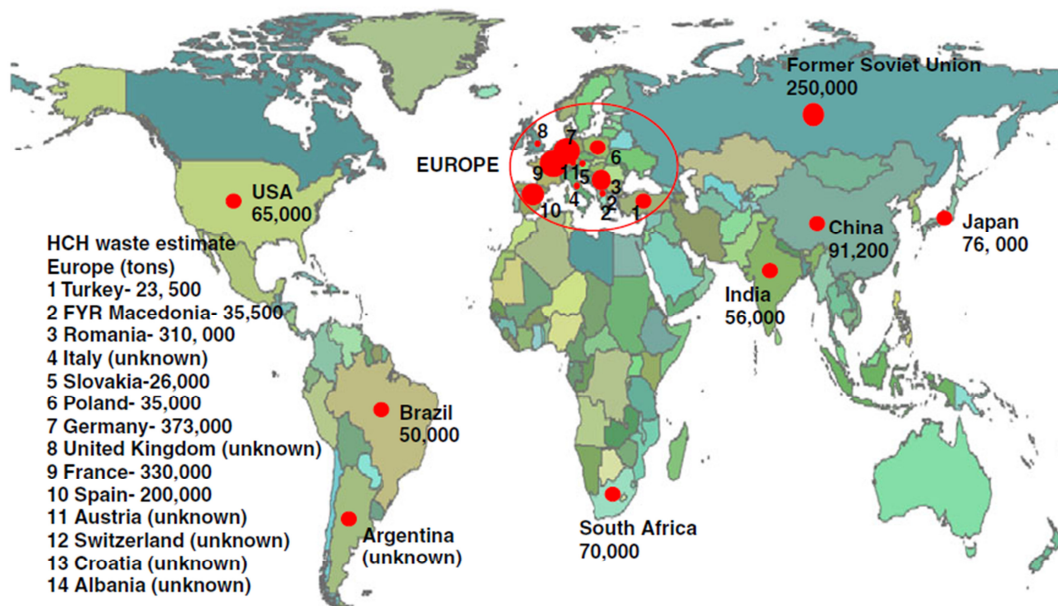 Former Soviet Union
250,000
EUROPE
8
7
6
9
11
5
4
3
2
2
10
1
USA
65,000
China
91,200
Japan
76, 000
India
56,000
HCH waste estimate
Europe (tons)
1 Turkey- 23, 500
2 FYR Macedonia- 35,500
3 Romania- 310, 000
4 Italy (unknown)
5 Slovakia-26,000
6 Poland- 35,000
7 Germany- 373,000
8 United Kingdom (unknown)
9 France- 330,000
10 Spain- 200,000
11 Austria (unknown)
12 Switzerland (unknown)
13 Croatia (unknown)
14 Albania (unknown)
Brazil
50,000
Argentina
(unknown)
South Africa
70,000